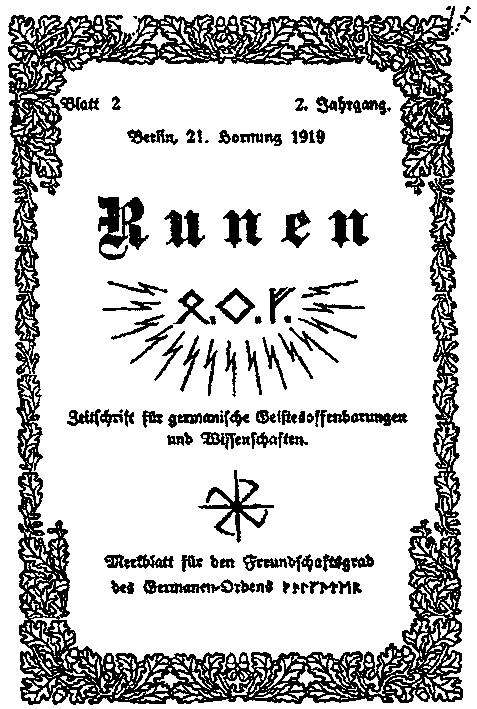 Blatt 2 2. Jahrgang.
Berlin, 21. Hornung 1919
Runen
ᛟ.ᛜ.ᚠ.
Zeitschrift für germanische Geistesoffenbarungen
und Wissenschaften.
Merkblatt für den Freundschaftsgrad
des Germanen-Ordens